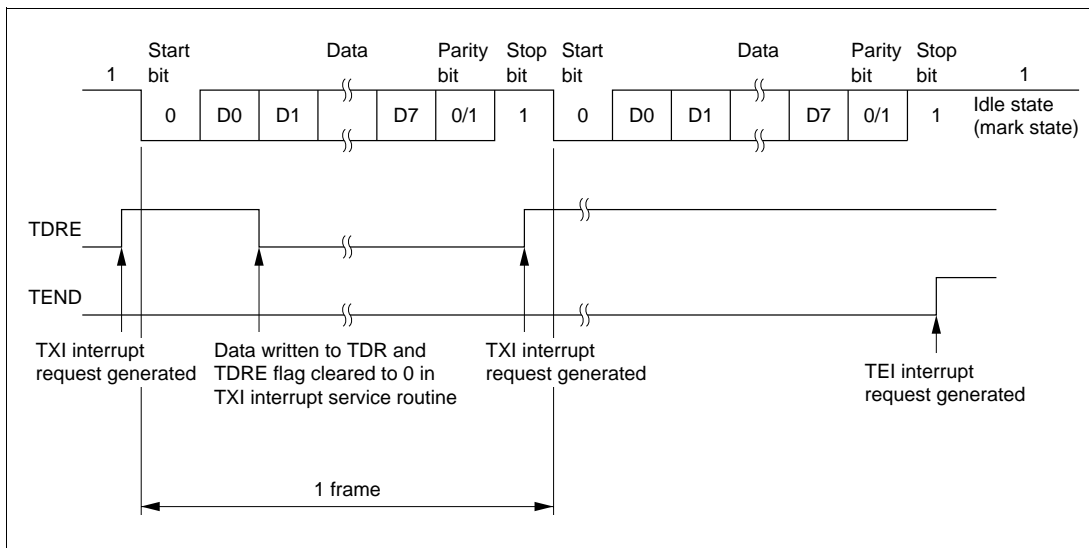 Start
bit
Data
Parity
bit
Stop
bit
Start
bit
Data
Parity
bit
Stop
bit
1
1
0
D0
D1
D7
0/1
1
0
D0
D1
D7
0/1
1
Idle state
(mark state)
TDRE
TEND
TXI interrupt
request generated
Data written to TDR and
TDRE flag cleared to 0 in
TXI interrupt service routine
TXI interrupt
request generated
TEI interrupt
request generated
1 frame